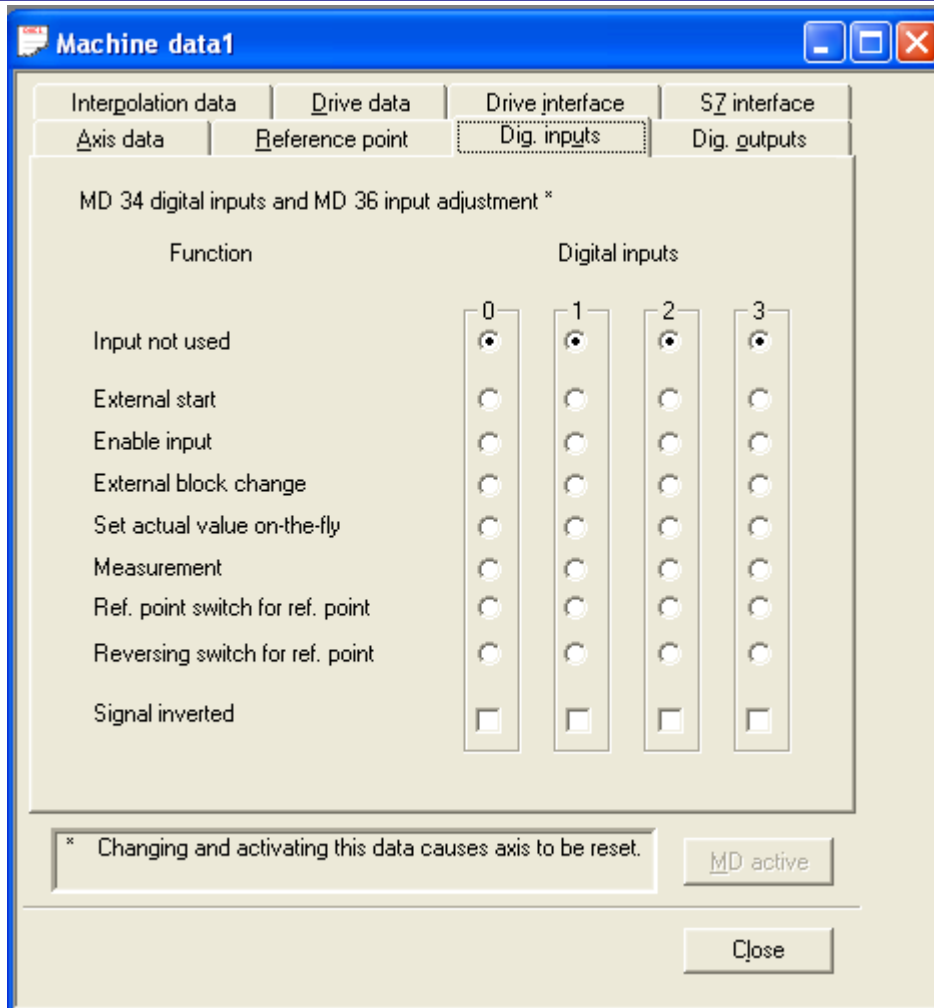 Machine data1
Interpolation data Drive data Drive interface S7 interface
Axis data Reference point Dig. inputs Dig. outputs
MD 34 digital inputs and MD 36 input adjustment *
Function Digital inputs
0 1 2 3
Input not used
External start
Enable input
External block change
Set actual value on-the-fly
Measurement
Ref. point switch for ref. point
Reversing switch for ref. point
Signal inverted
* Changing and activating this data causes axis to be reset.
MD active
Close